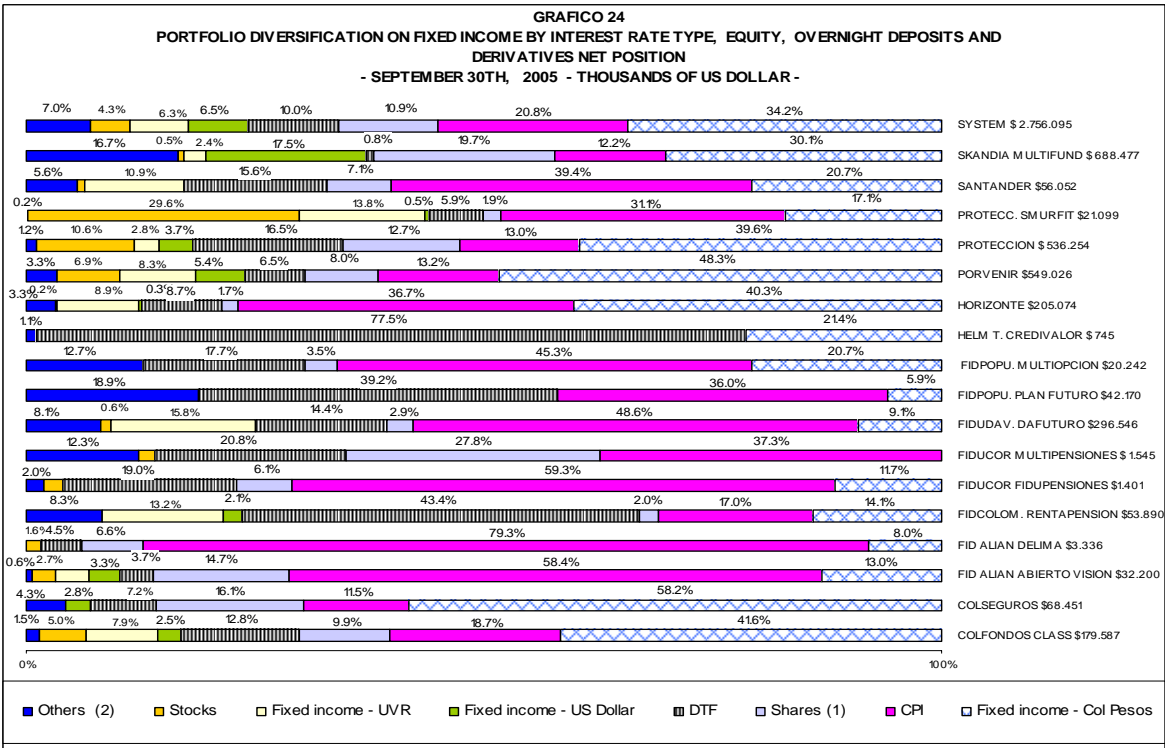 GRAFICO 24
PORTFOLIO DIVERSIFICATION ON FIXED INCOME BY INTEREST RATE TYPE, EQUITY, OVERNIGHT DEPOSITS AND
DERIVATIVES NET POSITION
- SEPTEMBER 30TH, 2005 - THOUSANDS OF US DOLLAR -
7.0% 4.3% 6.3% 6.5% 10.0% 10.9% 20.8% 34.2%
SYSTEM $ 2.756.095
16.7% 0.5% 2.4% 17.5% 0.8% 19.7% 12.2% 30.1%
SKANDIA MULTIFUND $ 688.477
5.6% 10.9% 15.6% 7.1% 39.4% 20.7%
SANTANDER $56.052
0.2% 29.6% 13.8% 0.5% 5.9% 1.9% 31.1% 17.1%
PROTECC. SMURFIT $21.099
1.2% 10.6% 2.8% 3.7% 16.5% 12.7% 13.0% 39.6%
PROTECCION $ 536.254
3.3% 6.9% 8.3% 5.4% 6.5% 8.0% 13.2% 48.3%
PORVENIR $549.026
3.3% 0.2% 8.9% 0.3% 8.7% 1.7% 36.7% 40.3%
HORIZONTE $205.074
1.1% 77.5% 21.4%
HELM T. CREDIVALOR $ 745
12.7% 17.7% 3.5% 45.3% 20.7%
FIDPOPU. MULTIOPCION $20.242
18.9% 39.2% 36.0% 5.9%
FIDPOPU. PLAN FUTURO $42.170
8.1% 0.6% 15.8% 14.4% 2.9% 48.6% 9.1%
FIDUDAV. DAFUTURO $296.546
12.3% 20.8% 27.8% 37.3%
FIDUCOR MULTIPENSIONES $ 1.545
2.0% 19.0% 6.1% 59.3% 11.7%
FIDUCOR FIDUPENSIONES $1.401
8.3% 13.2% 2.1% 43.4% 2.0% 17.0% 14.1%
FIDCOLOM. RENTAPENSION $53.890
1.6% 4.5% 6.6% 79.3% 8.0%
FID ALIAN DELIMA $3.336
0.6% 2.7% 3.3% 3.7% 14.7% 58.4% 13.0%
FID ALIAN ABIERTO VISION $32.200
4.3% 2.8% 7.2% 16.1% 11.5% 58.2%
COLSEGUROS $68.451
1.5% 5.0% 7.9% 2.5% 12.8% 9.9% 18.7% 41.6%
COLFONDOS CLASS $179.587
0% 100%
Others (2) Stocks Fixed income - UVR Fixed income - US Dollar DTF Shares (1) CPI Fixed income - Col Pesos